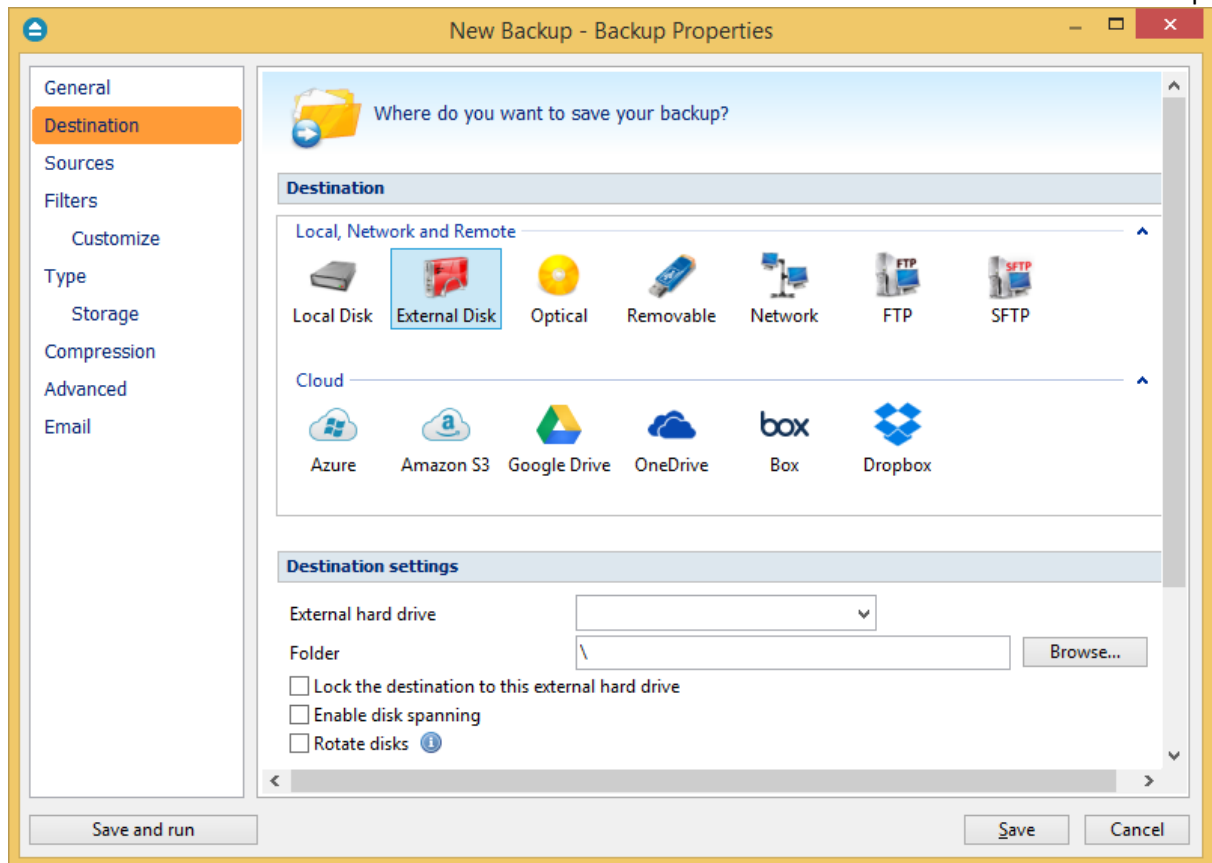 New Backup - Backup Properties
General
Destination
Sources
Filters
Customize
Type
Storage
Compression
Advanced
Email
Where do you want to save your backup?
Destination
Local, Network and Remote
Local Disk External Disk Optical Removable Network FTP FTP SFTP SFTP
Cloud
a box
Azure Amazon S3 Google Drive OneDrive Box Dropbox
Destination settings
External hard drive
Folder \ Browse...
Lock the destination to this external hard drive
Enable disk spanning
Rotate disks i
Save and run Save Cancel